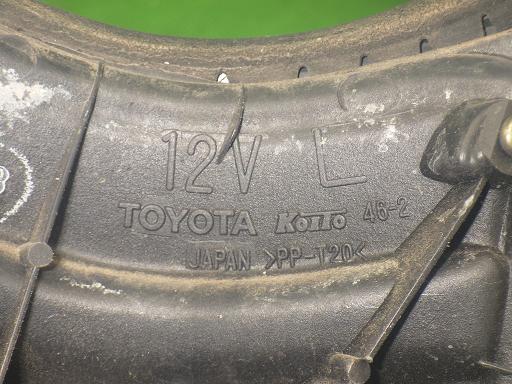 12V L
TOYOTA KOITO 46-2
JAPAN >PP-T20<